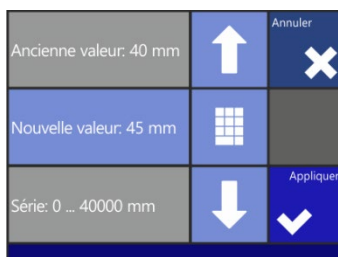 Ancienne valeur: 40 mm
Annuler
Nouvelle valeur: 45 mm
Série: 0 ... 40000 mm
Appliquer